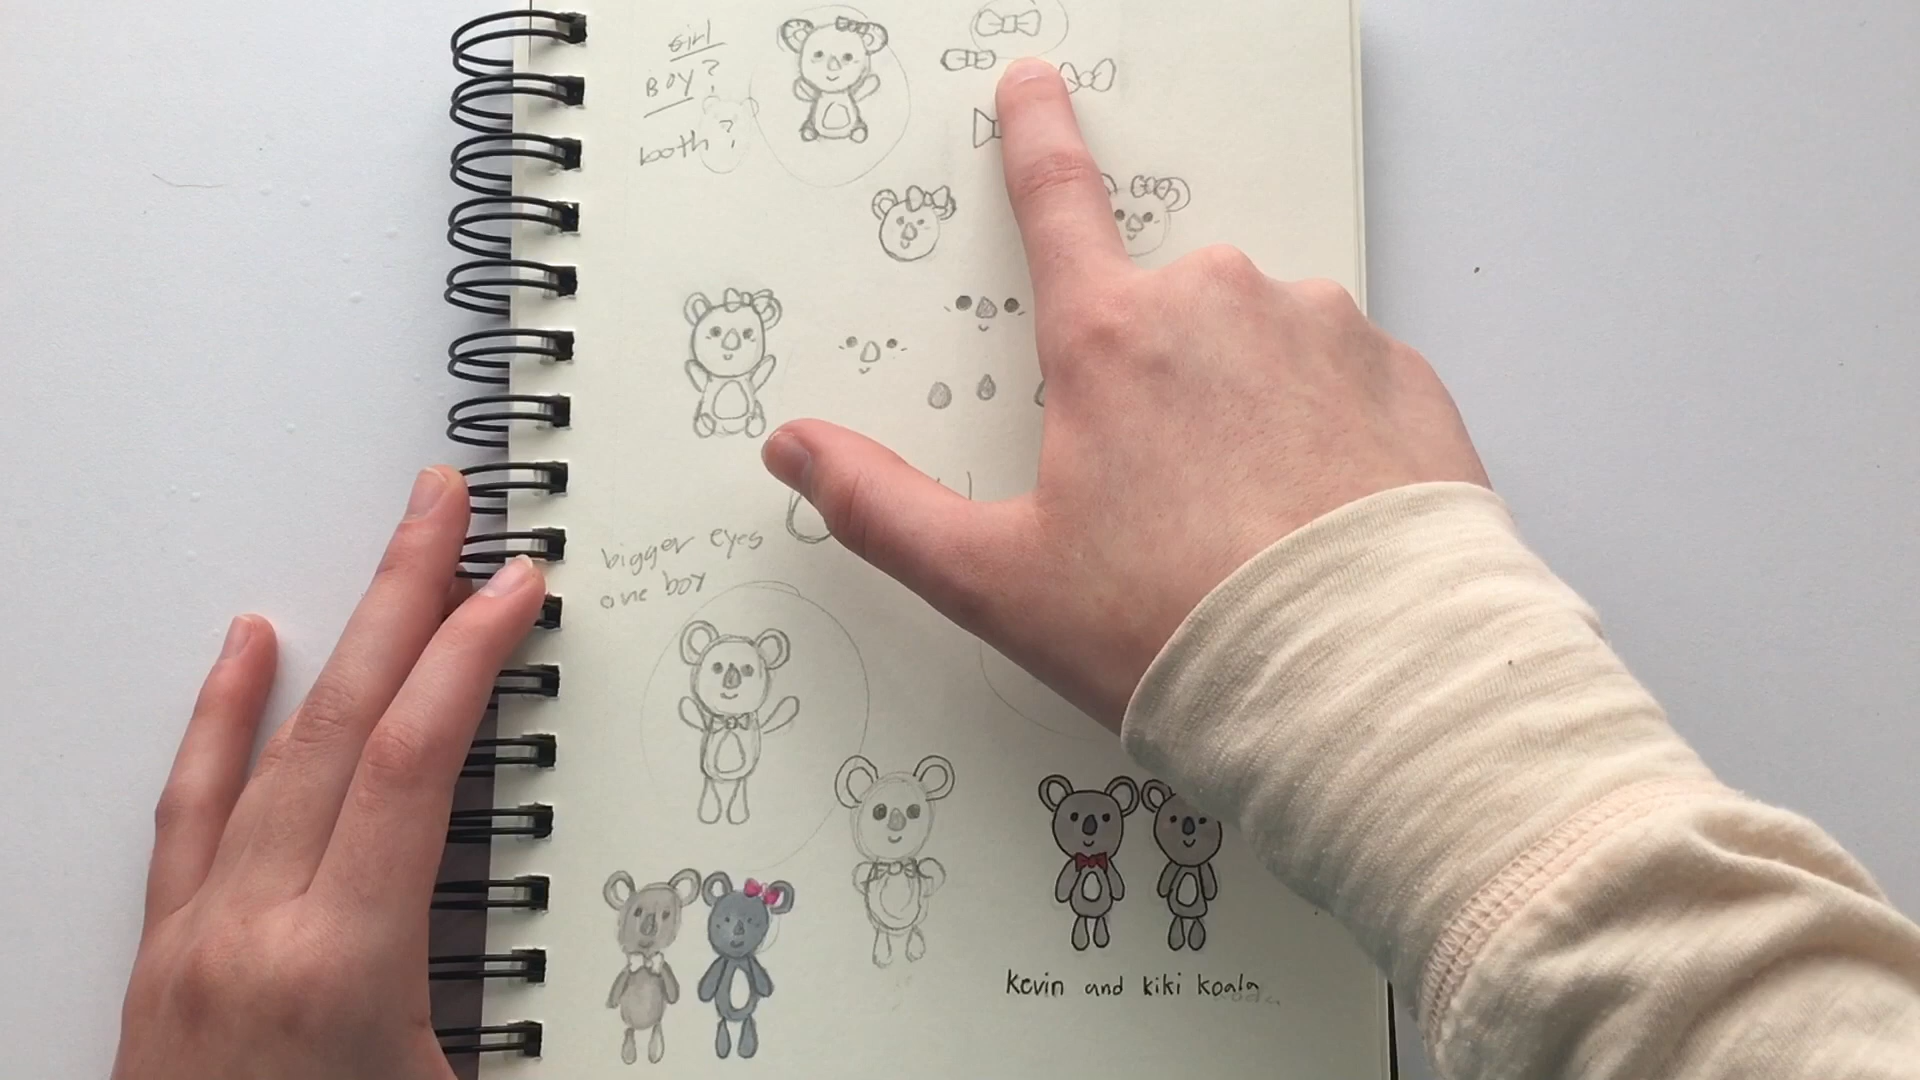 Girl
BOY?
both?
bigger eyes
one boy
kevin and kiki koala